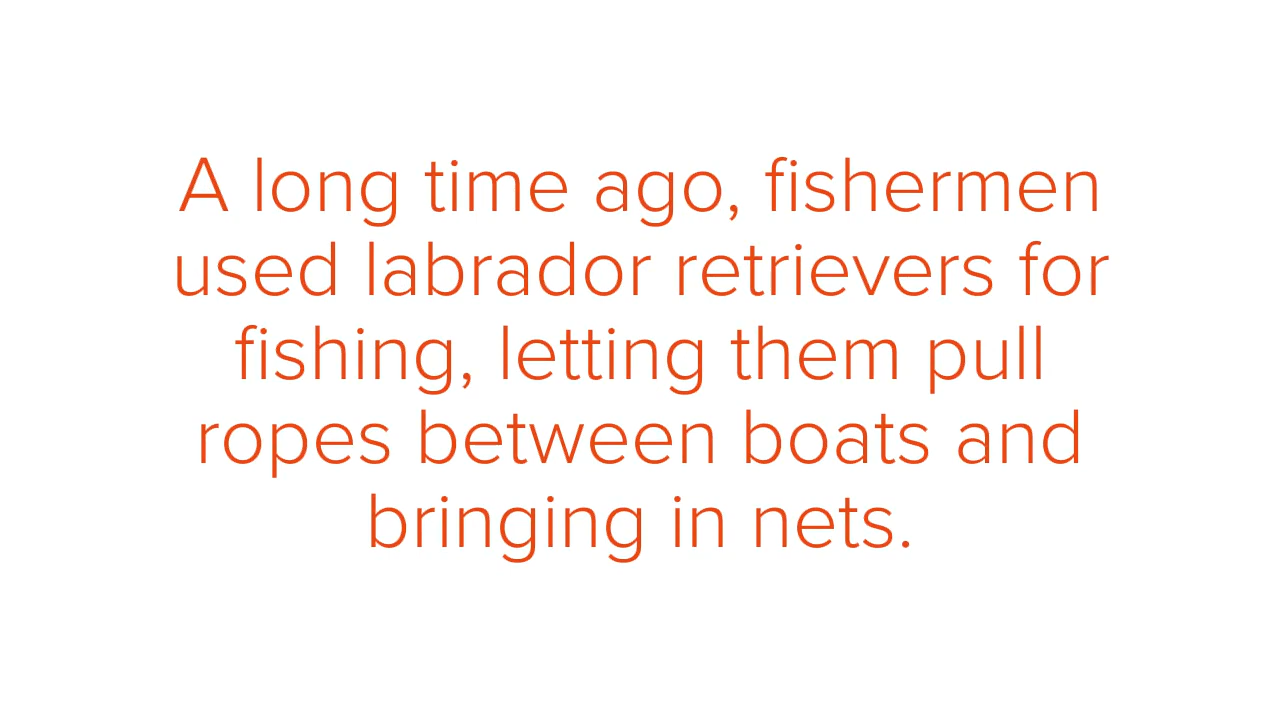 A long time ago, fishermen
used labrador retrievers for
fishing, letting them pull
ropes between boats and
bringing in nets.